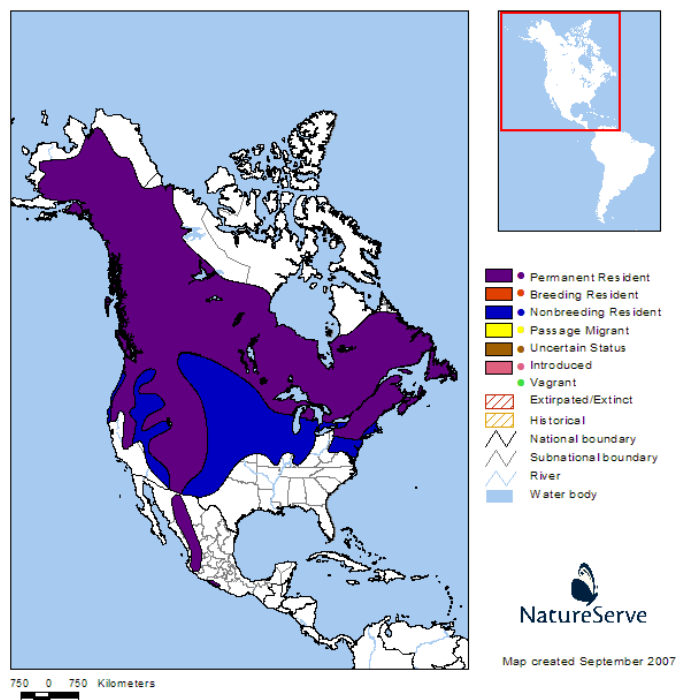 Permanent Resident
Breeding Resident
Nonbreeding Resident
Passage Migrant
Uncertain Status
Introduced
Vagrant
Extirpated/Extinct
Historical
National boundary
Subnational boundary
River
Water body
NatureServe
Map created September 2007
750 0 750 Kilometers